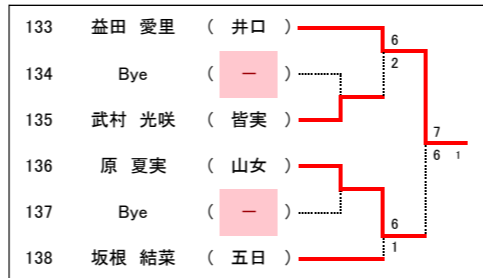 133 益田 愛里 ( 井口 )
6
134 Bye ( ー )
2
135 武村 光咲 ( 皆実 )
7
6 1
136 原 夏実 ( 山女 )
137 Bye ( ー )
6
1
138 坂根 結菜 ( 五日 )